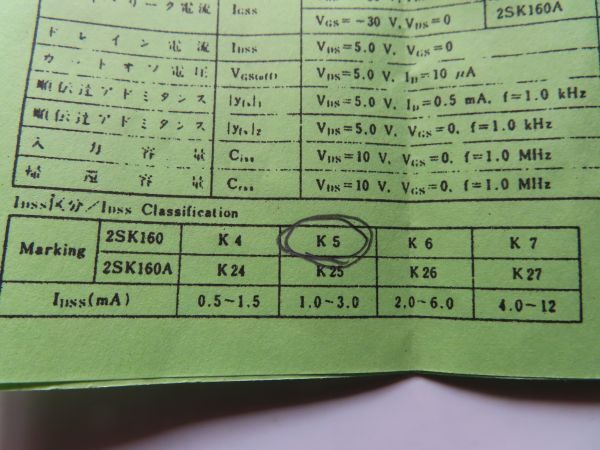 リーク電流 IGSS
VGS=−30 V, VDS=0 2SK160A
ドレイン電流 IDSS VDS=5.0 V, VGS=0
カットオフ電圧 VGS(off) VDS=5.0 V, ID=10 μA
順伝達アドミタンス |yfs|1 VDS=5.0 V, ID=0.5 mA, f=1.0 kHz
順伝達アドミタンス |yfs|2 VDS=5.0 V, VGS=0, f=1.0 kHz
入力容量 Ciss VDS=10 V, VGS=0, f=1.0 MHz
帰還容量 Crss VDS=10 V, VGS=0, f=1.0 MHz
IDSS区分/IDSS Classification
Marking 2SK160 K4 K5 K6 K7
2SK160A K24 K25 K26 K27
IDSS(mA) 0.5~1.5 1.0~3.0 2.0~6.0 4.0~12